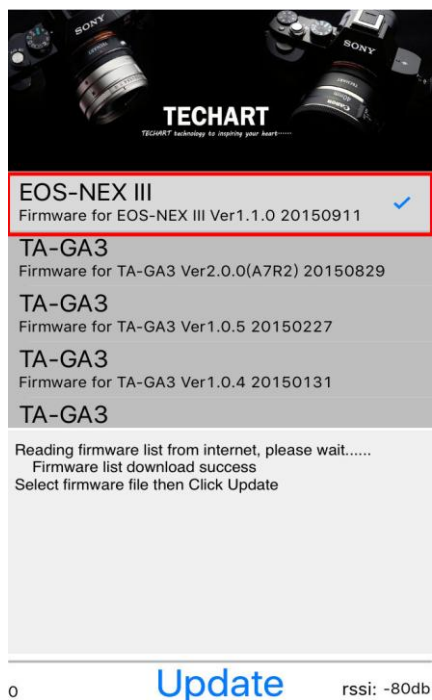 SONY
SONY
TECHART
TECHART technology to inspiring your heart------
EOS-NEX III
Firmware for EOS-NEX III Ver1.1.0 20150911
TA-GA3
Firmware for TA-GA3 Ver2.0.0(A7R2) 20150829
TA-GA3
Firmware for TA-GA3 Ver1.0.5 20150227
TA-GA3
Firmware for TA-GA3 Ver1.0.4 20150131
TA-GA3
Reading firmware list from internet, please wait......
Firmware list download success
Select firmware file then Click Update
0
Update
rssi: -80db